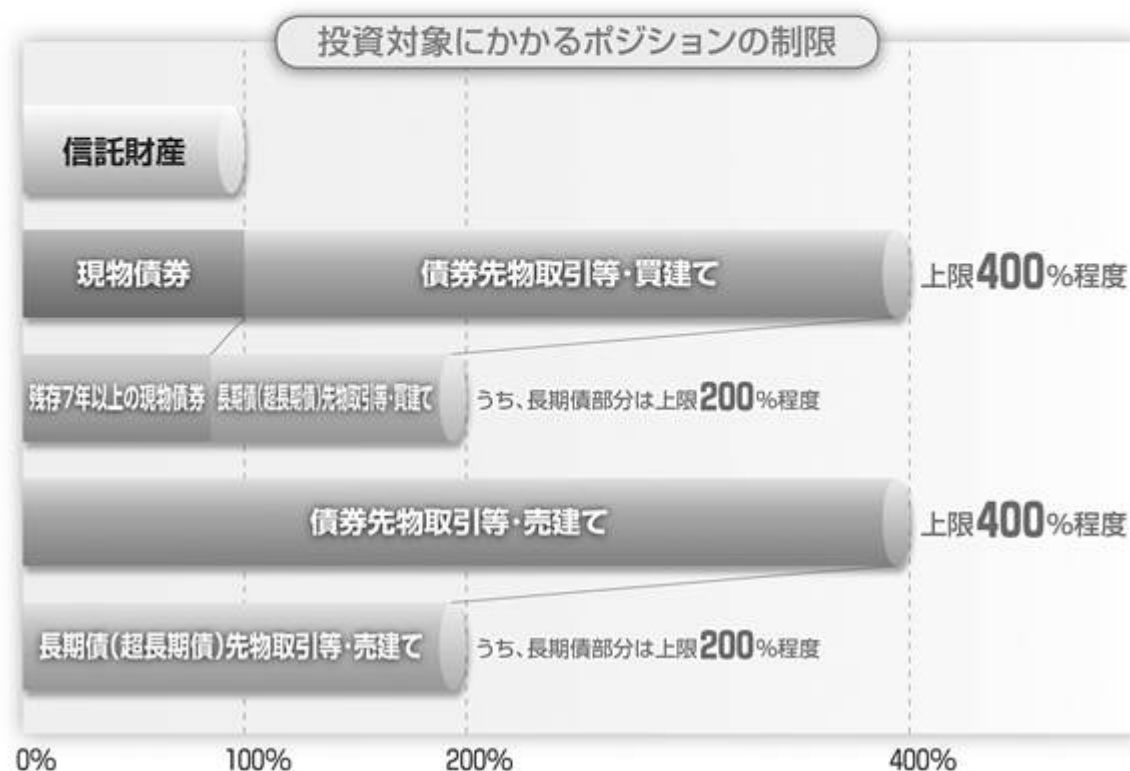 投資対象にかかるポジションの制限
信託財産
現物債券 債券先物取引等・買建て 上限400%程度
残存7年以上の現物債券 長期債(超長期債)先物取引等・買建て うち、長期債部分は上限200%程度
債券先物取引等・売建て 上限400%程度
長期債(超長期債)先物取引等・売建て うち、長期債部分は上限200%程度
0% 100% 200% 400%